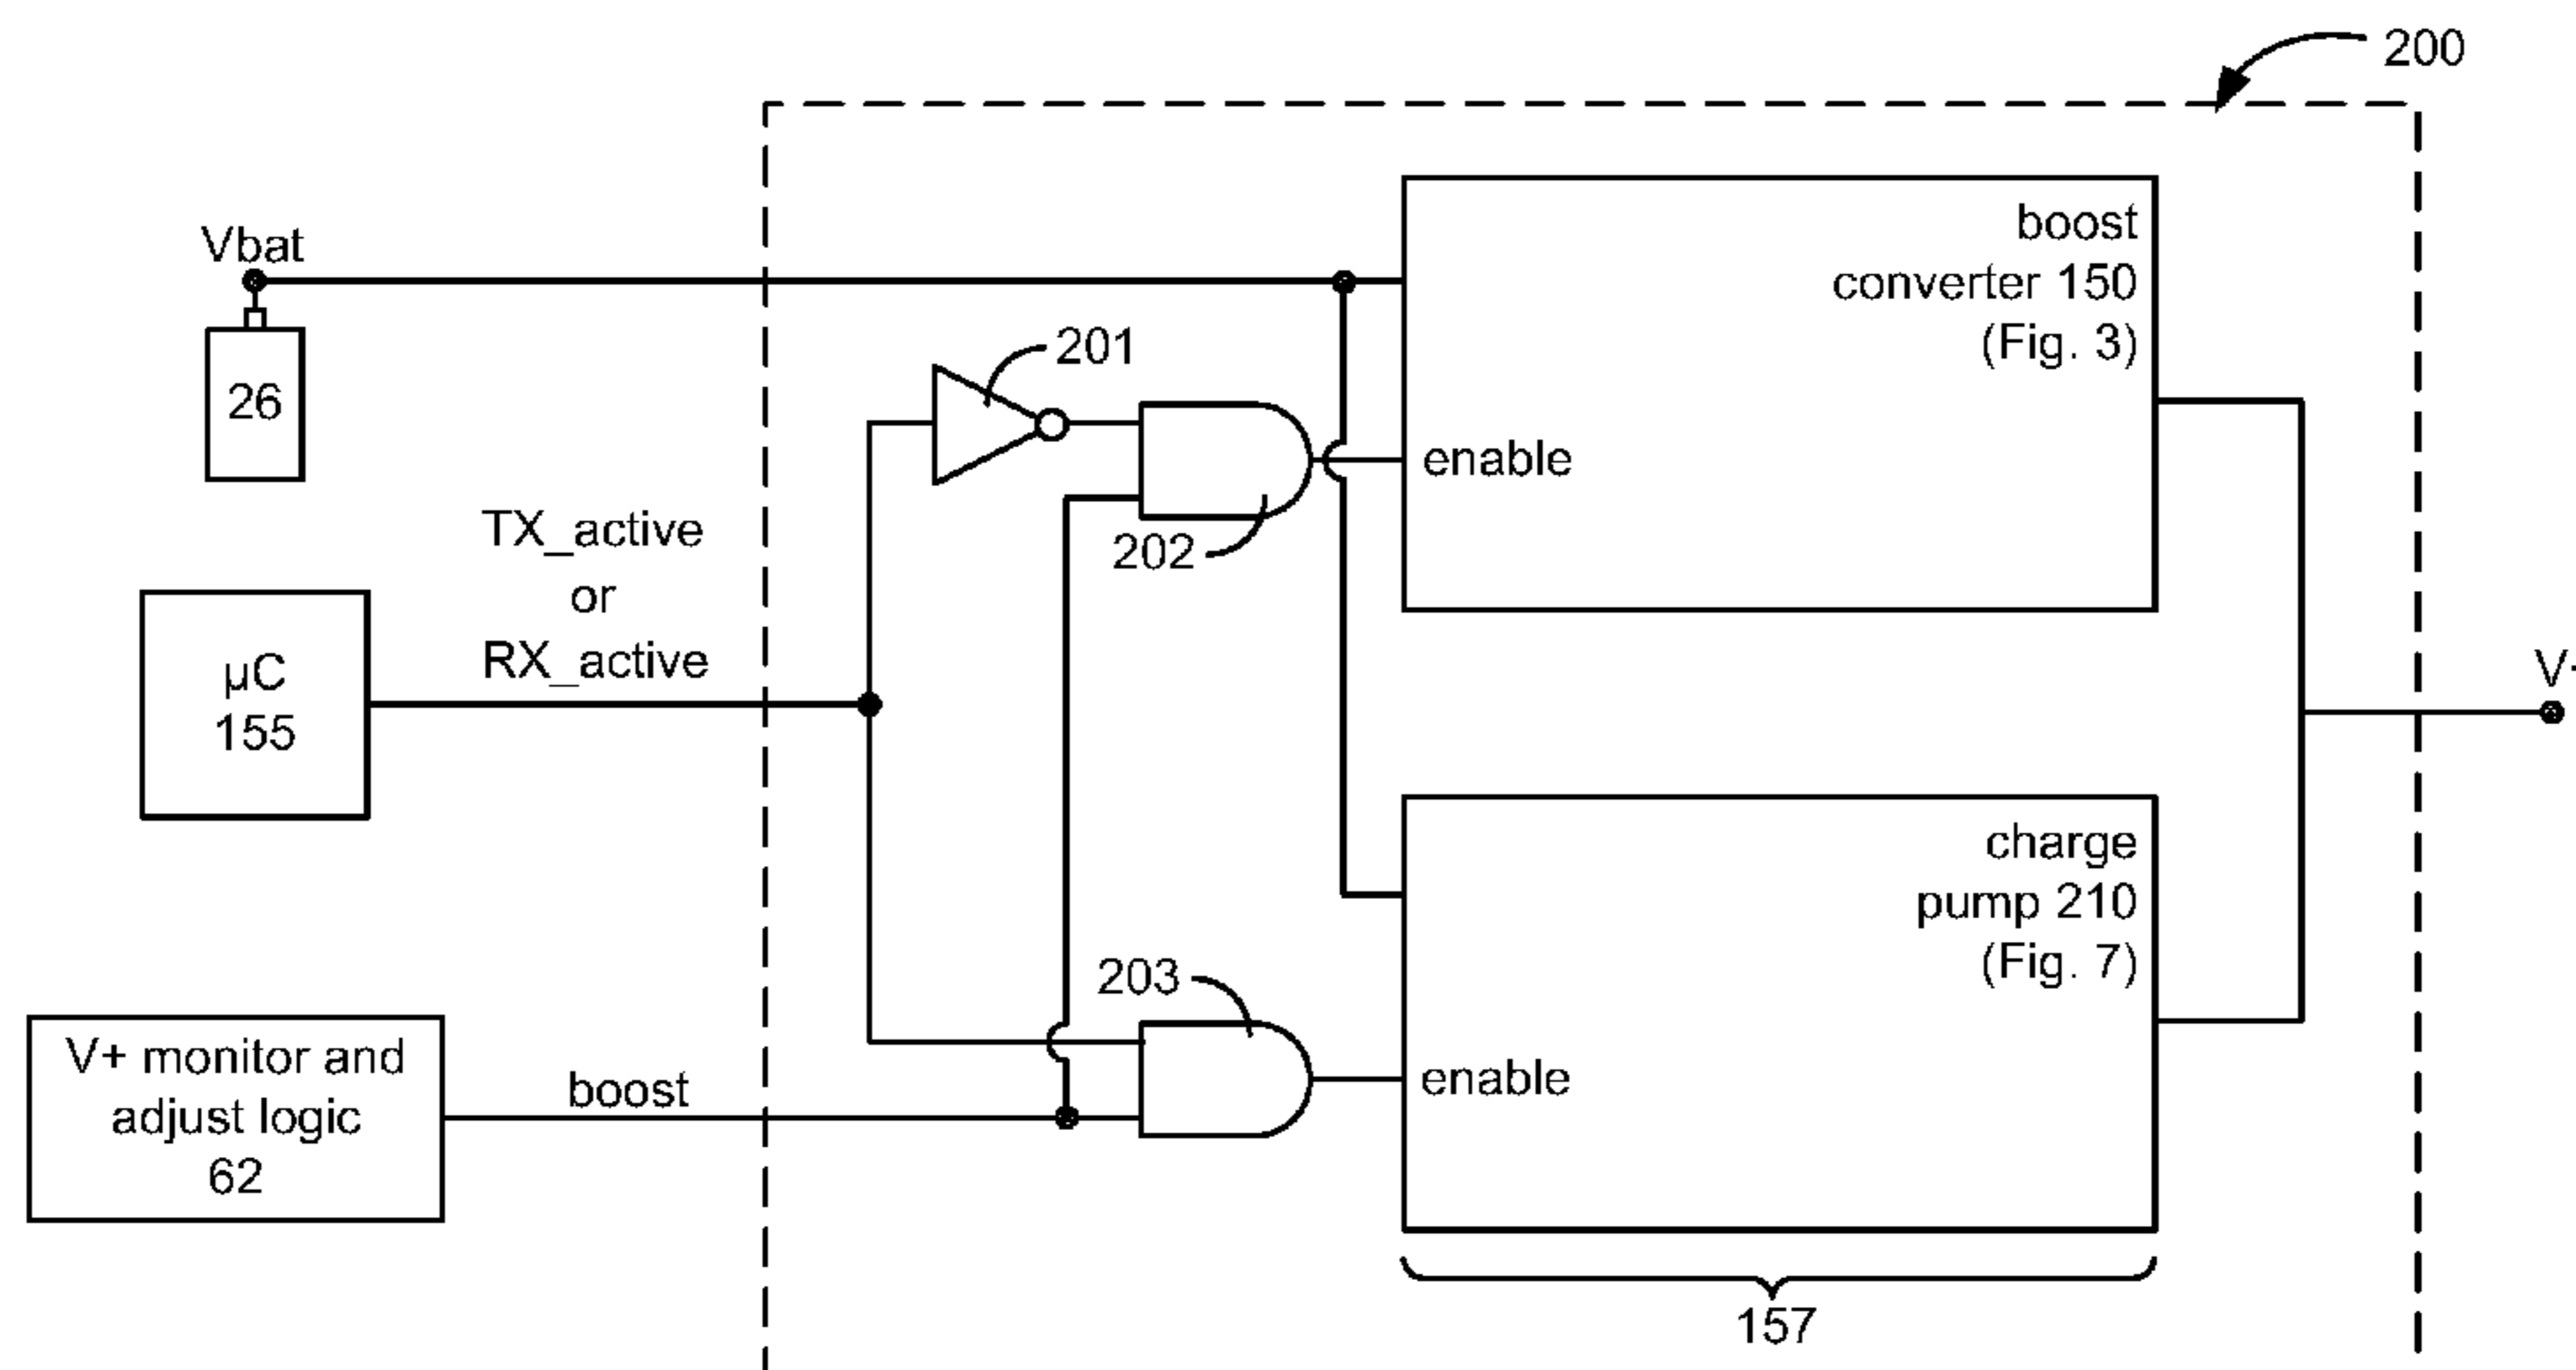 200
Vbat
26
boost
converter 150
(Fig. 3)
enable
201
202
TX_active
or
RX_active
µC
155
V+
charge
pump 210
(Fig. 7)
enable
203
V+ monitor and
adjust logic
62
boost
157